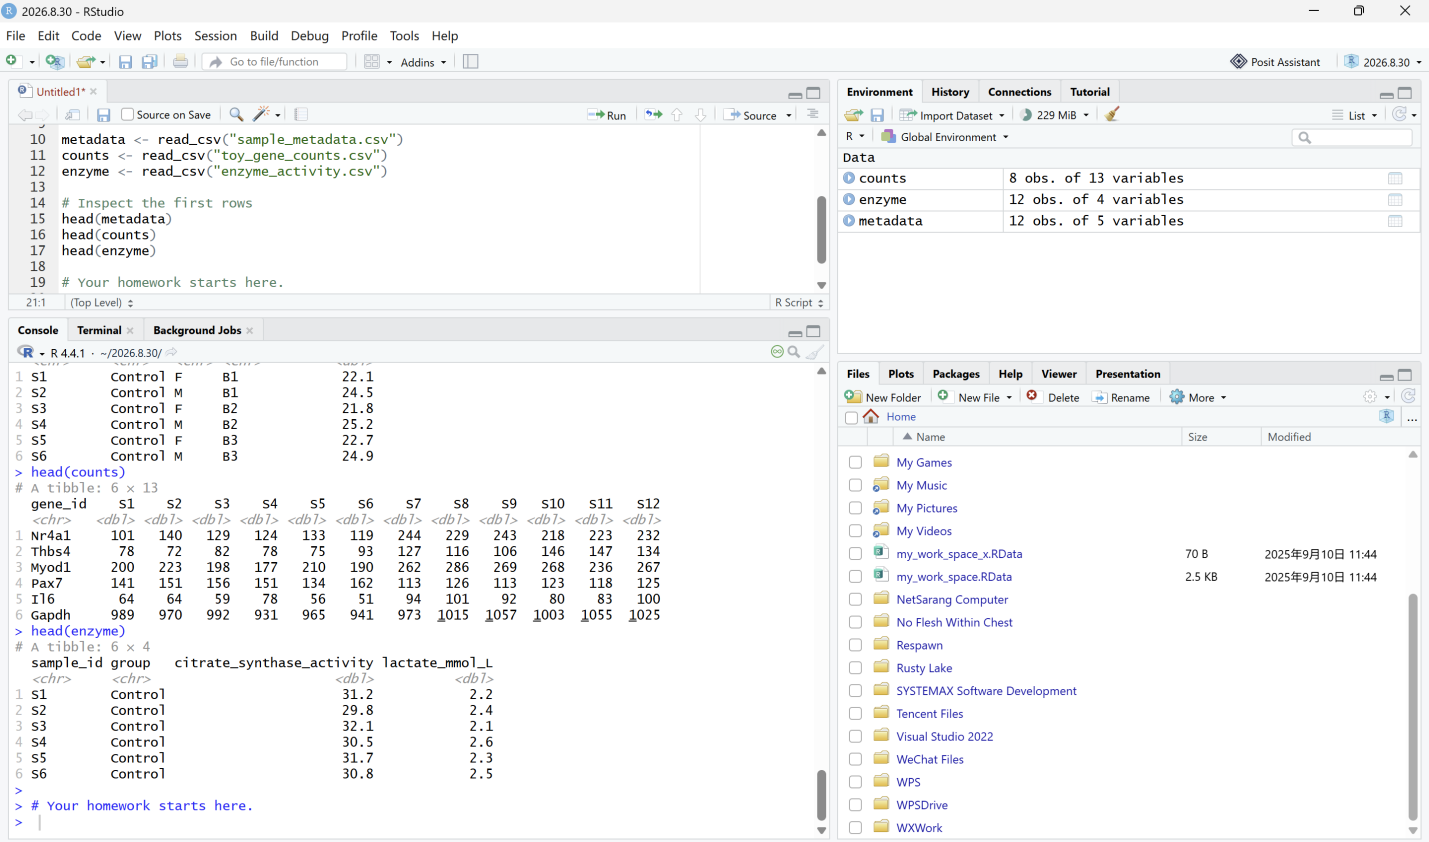 2026.8.30 - RStudio
File Edit Code View Plots Session Build Debug Profile Tools Help
Go to file/function Addins Posit Assistant 2026.8.30
Untitled1*
Source on Save Run Source
10 metadata <- read_csv("sample_metadata.csv")
11 counts <- read_csv("toy_gene_counts.csv")
12 enzyme <- read_csv("enzyme_activity.csv")
13
14 # Inspect the first rows
15 head(metadata)
16 head(counts)
17 head(enzyme)
18
19 # Your homework starts here.
21:1 (Top Level) R Script
Console Terminal Background Jobs
R 4.4.1 · ~/2026.8.30/
1 S1 Control F B1 22.1
2 S2 Control M B1 24.5
3 S3 Control F B2 21.8
4 S4 Control M B2 25.2
5 S5 Control F B3 22.7
6 S6 Control M B3 24.9
> head(counts)
# A tibble: 6 × 13
gene_id S1 S2 S3 S4 S5 S6 S7 S8 S9 S10 S11 S12
<chr> <dbl> <dbl> <dbl> <dbl> <dbl> <dbl> <dbl> <dbl> <dbl> <dbl> <dbl> <dbl>
1 Nr4a1 101 140 129 124 133 119 244 229 243 218 223 232
2 Thbs4 78 72 82 78 75 93 127 116 106 146 147 134
3 Myod1 200 223 198 177 210 190 262 286 269 268 236 267
4 Pax7 141 151 156 151 134 162 113 126 113 123 118 125
5 Il6 64 64 59 78 56 51 94 101 92 80 83 100
6 Gapdh 989 970 992 931 965 941 973 1015 1057 1003 1055 1025
> head(enzyme)
# A tibble: 6 × 4
sample_id group citrate_synthase_activity lactate_mmol_L
<chr> <chr> <dbl> <dbl>
1 S1 Control 31.2 2.2
2 S2 Control 29.8 2.4
3 S3 Control 32.1 2.1
4 S4 Control 30.5 2.6
5 S5 Control 31.7 2.3
6 S6 Control 30.8 2.5
>
> # Your homework starts here.
>
Environment History Connections Tutorial
Import Dataset 229 MiB List
R Global Environment
Data
counts 8 obs. of 13 variables
enzyme 12 obs. of 4 variables
metadata 12 obs. of 5 variables
Files Plots Packages Help Viewer Presentation
New Folder New File Delete Rename More
Home ...
Name Size Modified
My Games
My Music
My Pictures
My Videos
my_work_space_x.RData 70 B 2025年9月10日 11:44
my_work_space.RData 2.5 KB 2025年9月10日 11:44
NetSarang Computer
No Flesh Within Chest
Respawn
Rusty Lake
SYSTEMAX Software Development
Tencent Files
Visual Studio 2022
WeChat Files
WPS
WPSDrive
WXWork